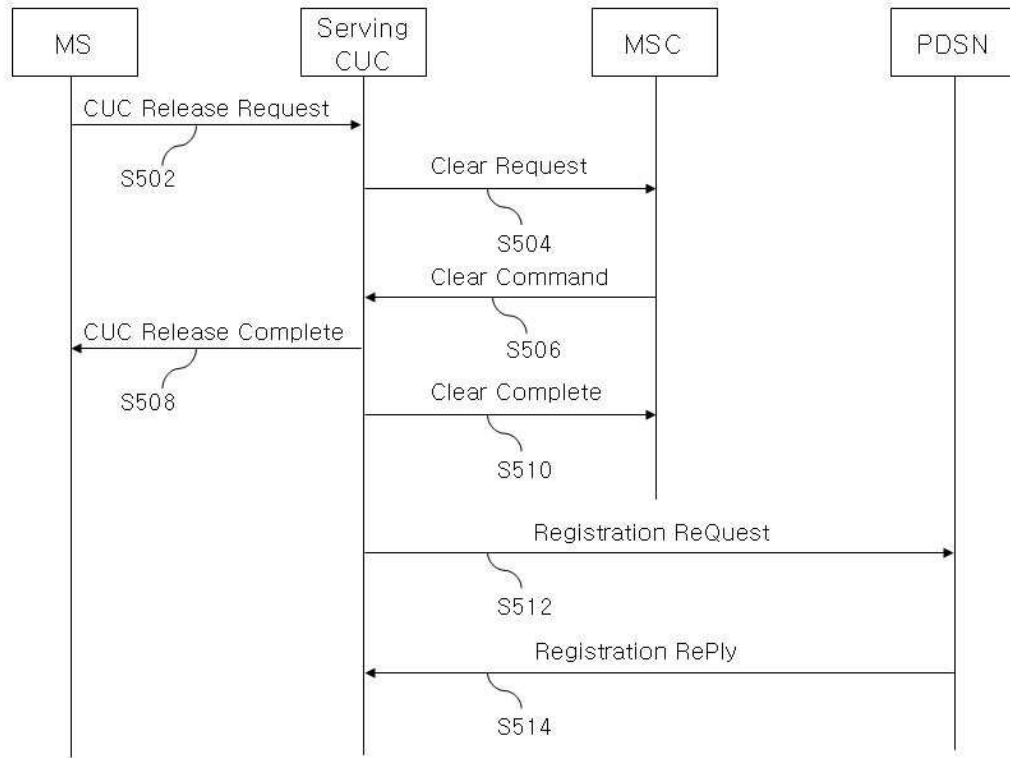 MS
Serving
CUC
MSC
PDSN
CUC Release Request
S502
Clear Request
S504
Clear Command
S506
CUC Release Complete
S508
Clear Complete
S510
Registration ReQuest
S512
Registration RePly
S514